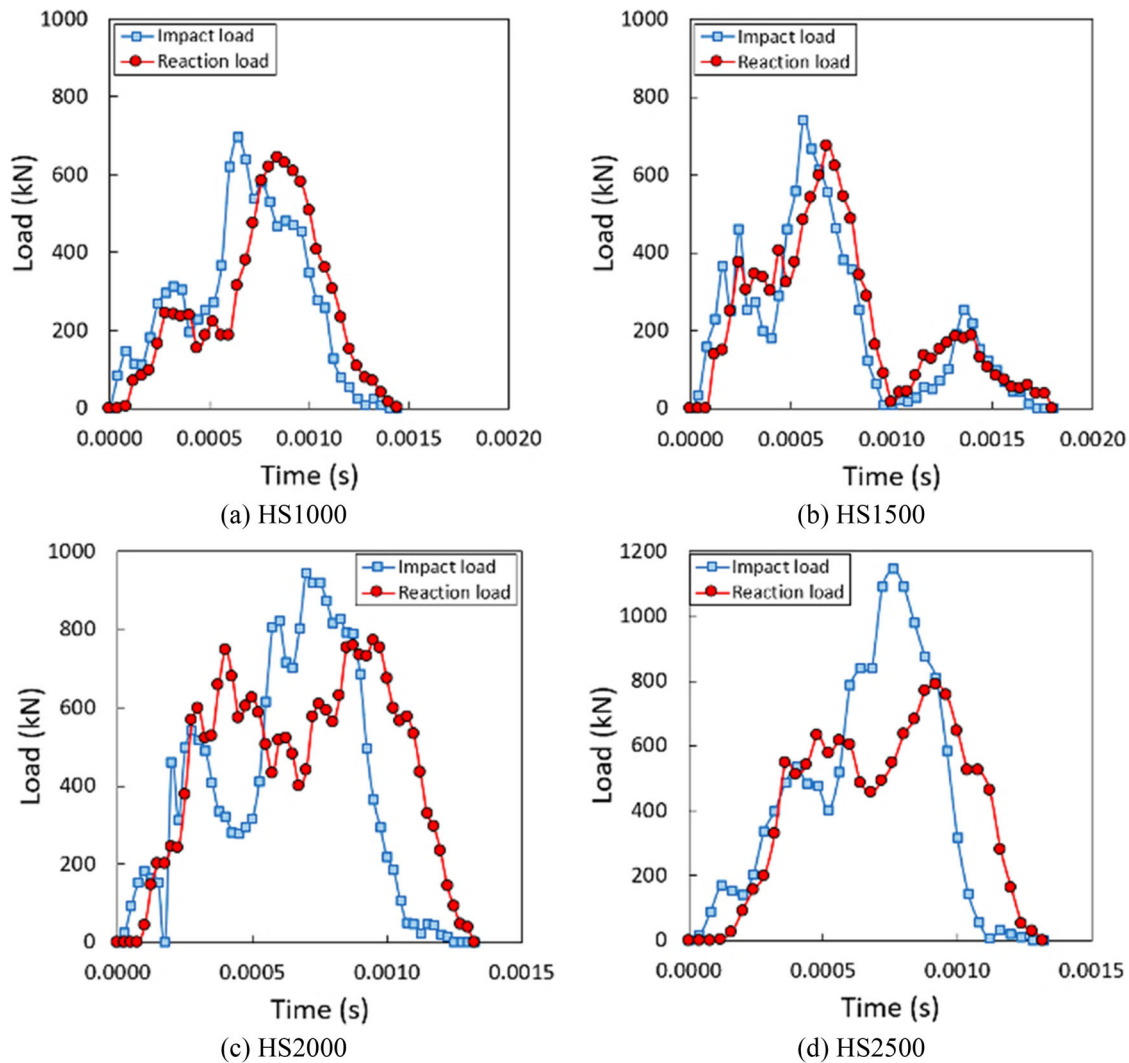 1000
800
600
400
200
0
Load (kN)
Impact load
Reaction load
0.0000
0.0005
0.0010
0.0015
0.0020
Time (s)
(a) HS1000
1000
800
600
400
200
0
Load (kN)
Impact load
Reaction load
0.0000
0.0005
0.0010
0.0015
0.0020
Time (s)
(b) HS1500
1000
800
600
400
200
0
Load (kN)
Impact load
Reaction load
0.0000
0.0005
0.0010
0.0015
Time (s)
(c) HS2000
1200
1000
800
600
400
200
0
Load (kN)
Impact load
Reaction load
0.0000
0.0005
0.0010
0.0015
Time (s)
(d) HS2500